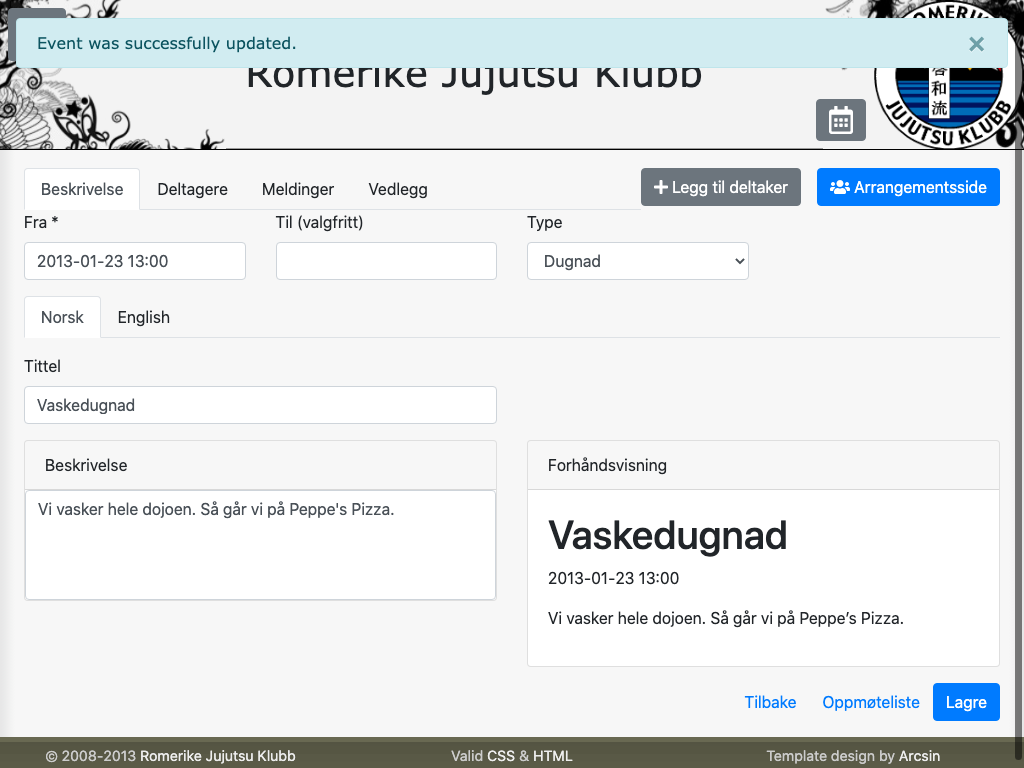 Event was successfully updated.
×
Romerike Jujutsu Klubb
ROMERIKE
啓和流
JUJUTSU KLUBB
Beskrivelse
Deltagere
Meldinger
Vedlegg
Legg til deltaker
Arrangementsside
Fra *
Til (valgfritt)
Type
2013-01-23 13:00
Dugnad
Norsk
English
Tittel
Vaskedugnad
Beskrivelse
Forhåndsvisning
Vi vasker hele dojoen. Så går vi på Peppe's Pizza.
Vaskedugnad
2013-01-23 13:00
Vi vasker hele dojoen. Så går vi på Peppe’s Pizza.
Tilbake
Oppmøteliste
Lagre
© 2008-2013 Romerike Jujutsu Klubb
Valid CSS & HTML
Template design by Arcsin